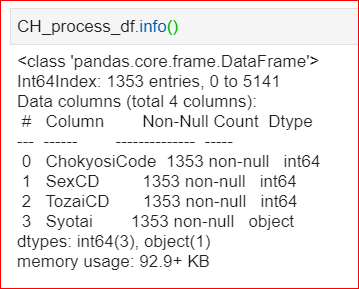 CH_process_df.info()
<class 'pandas.core.frame.DataFrame'>
Int64Index: 1353 entries, 0 to 5141
Data columns (total 4 columns):
 #   Column         Non-Null Count  Dtype
---  ------         --------------  -----
 0   ChokyosiCode  1353 non-null   int64
 1   SexCD         1353 non-null   int64
 2   TozaiCD       1353 non-null   int64
 3   Syotai        1353 non-null   object
dtypes: int64(3), object(1)
memory usage: 92.9+ KB